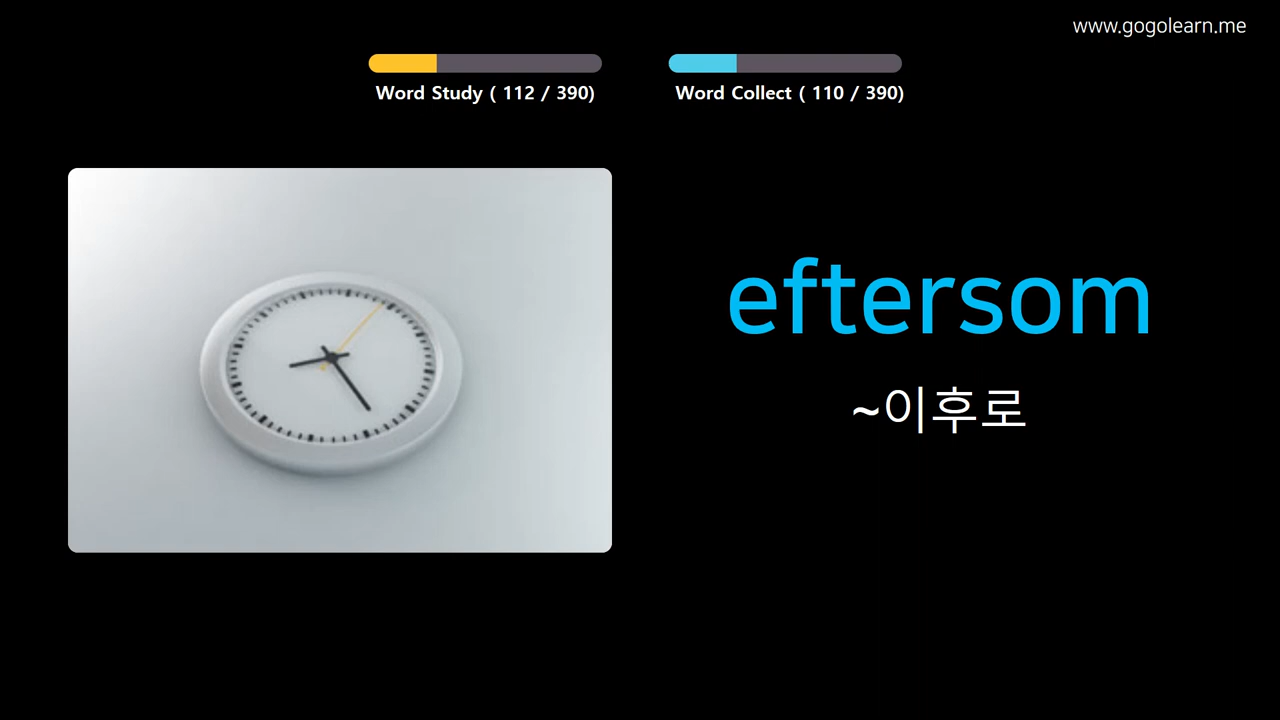 www.gogolearn.me
Word Study ( 112 / 390)
Word Collect ( 110 / 390)
eftersom
~이후로